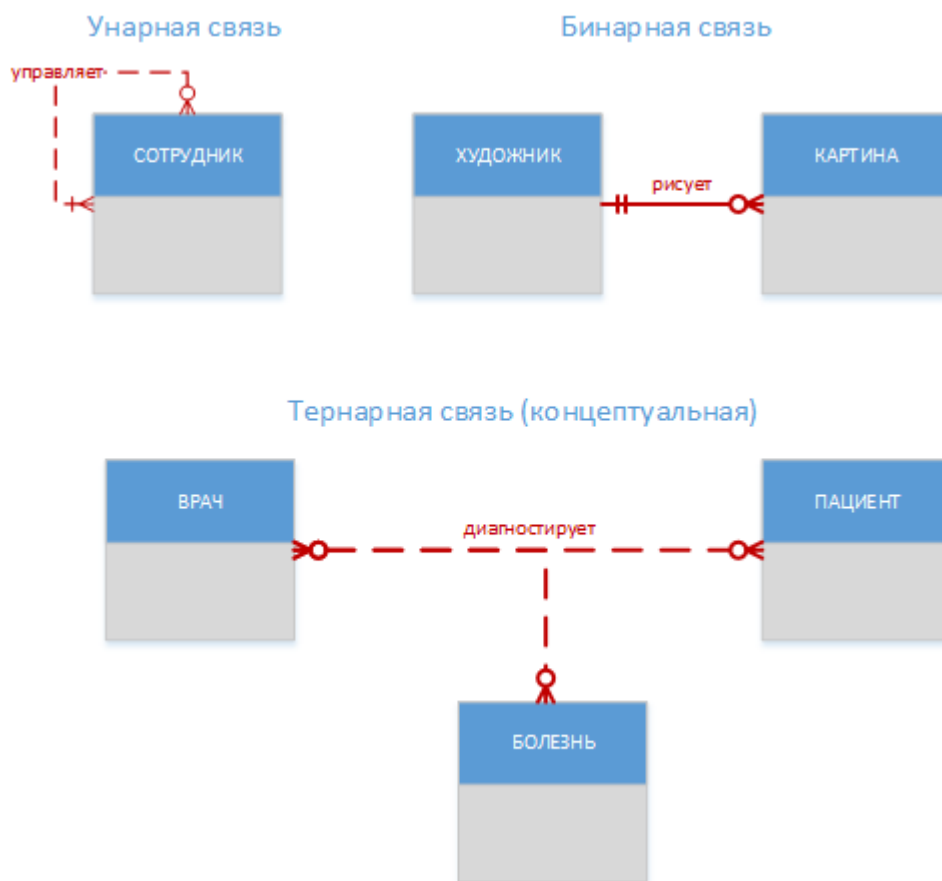 Унарная связь
Бинарная связь
управляет
СОТРУДНИК
ХУДОЖНИК
КАРТИНА
рисует
Тернарная связь (концептуальная)
ВРАЧ
ПАЦИЕНТ
диагностирует
БОЛЕЗНЬ